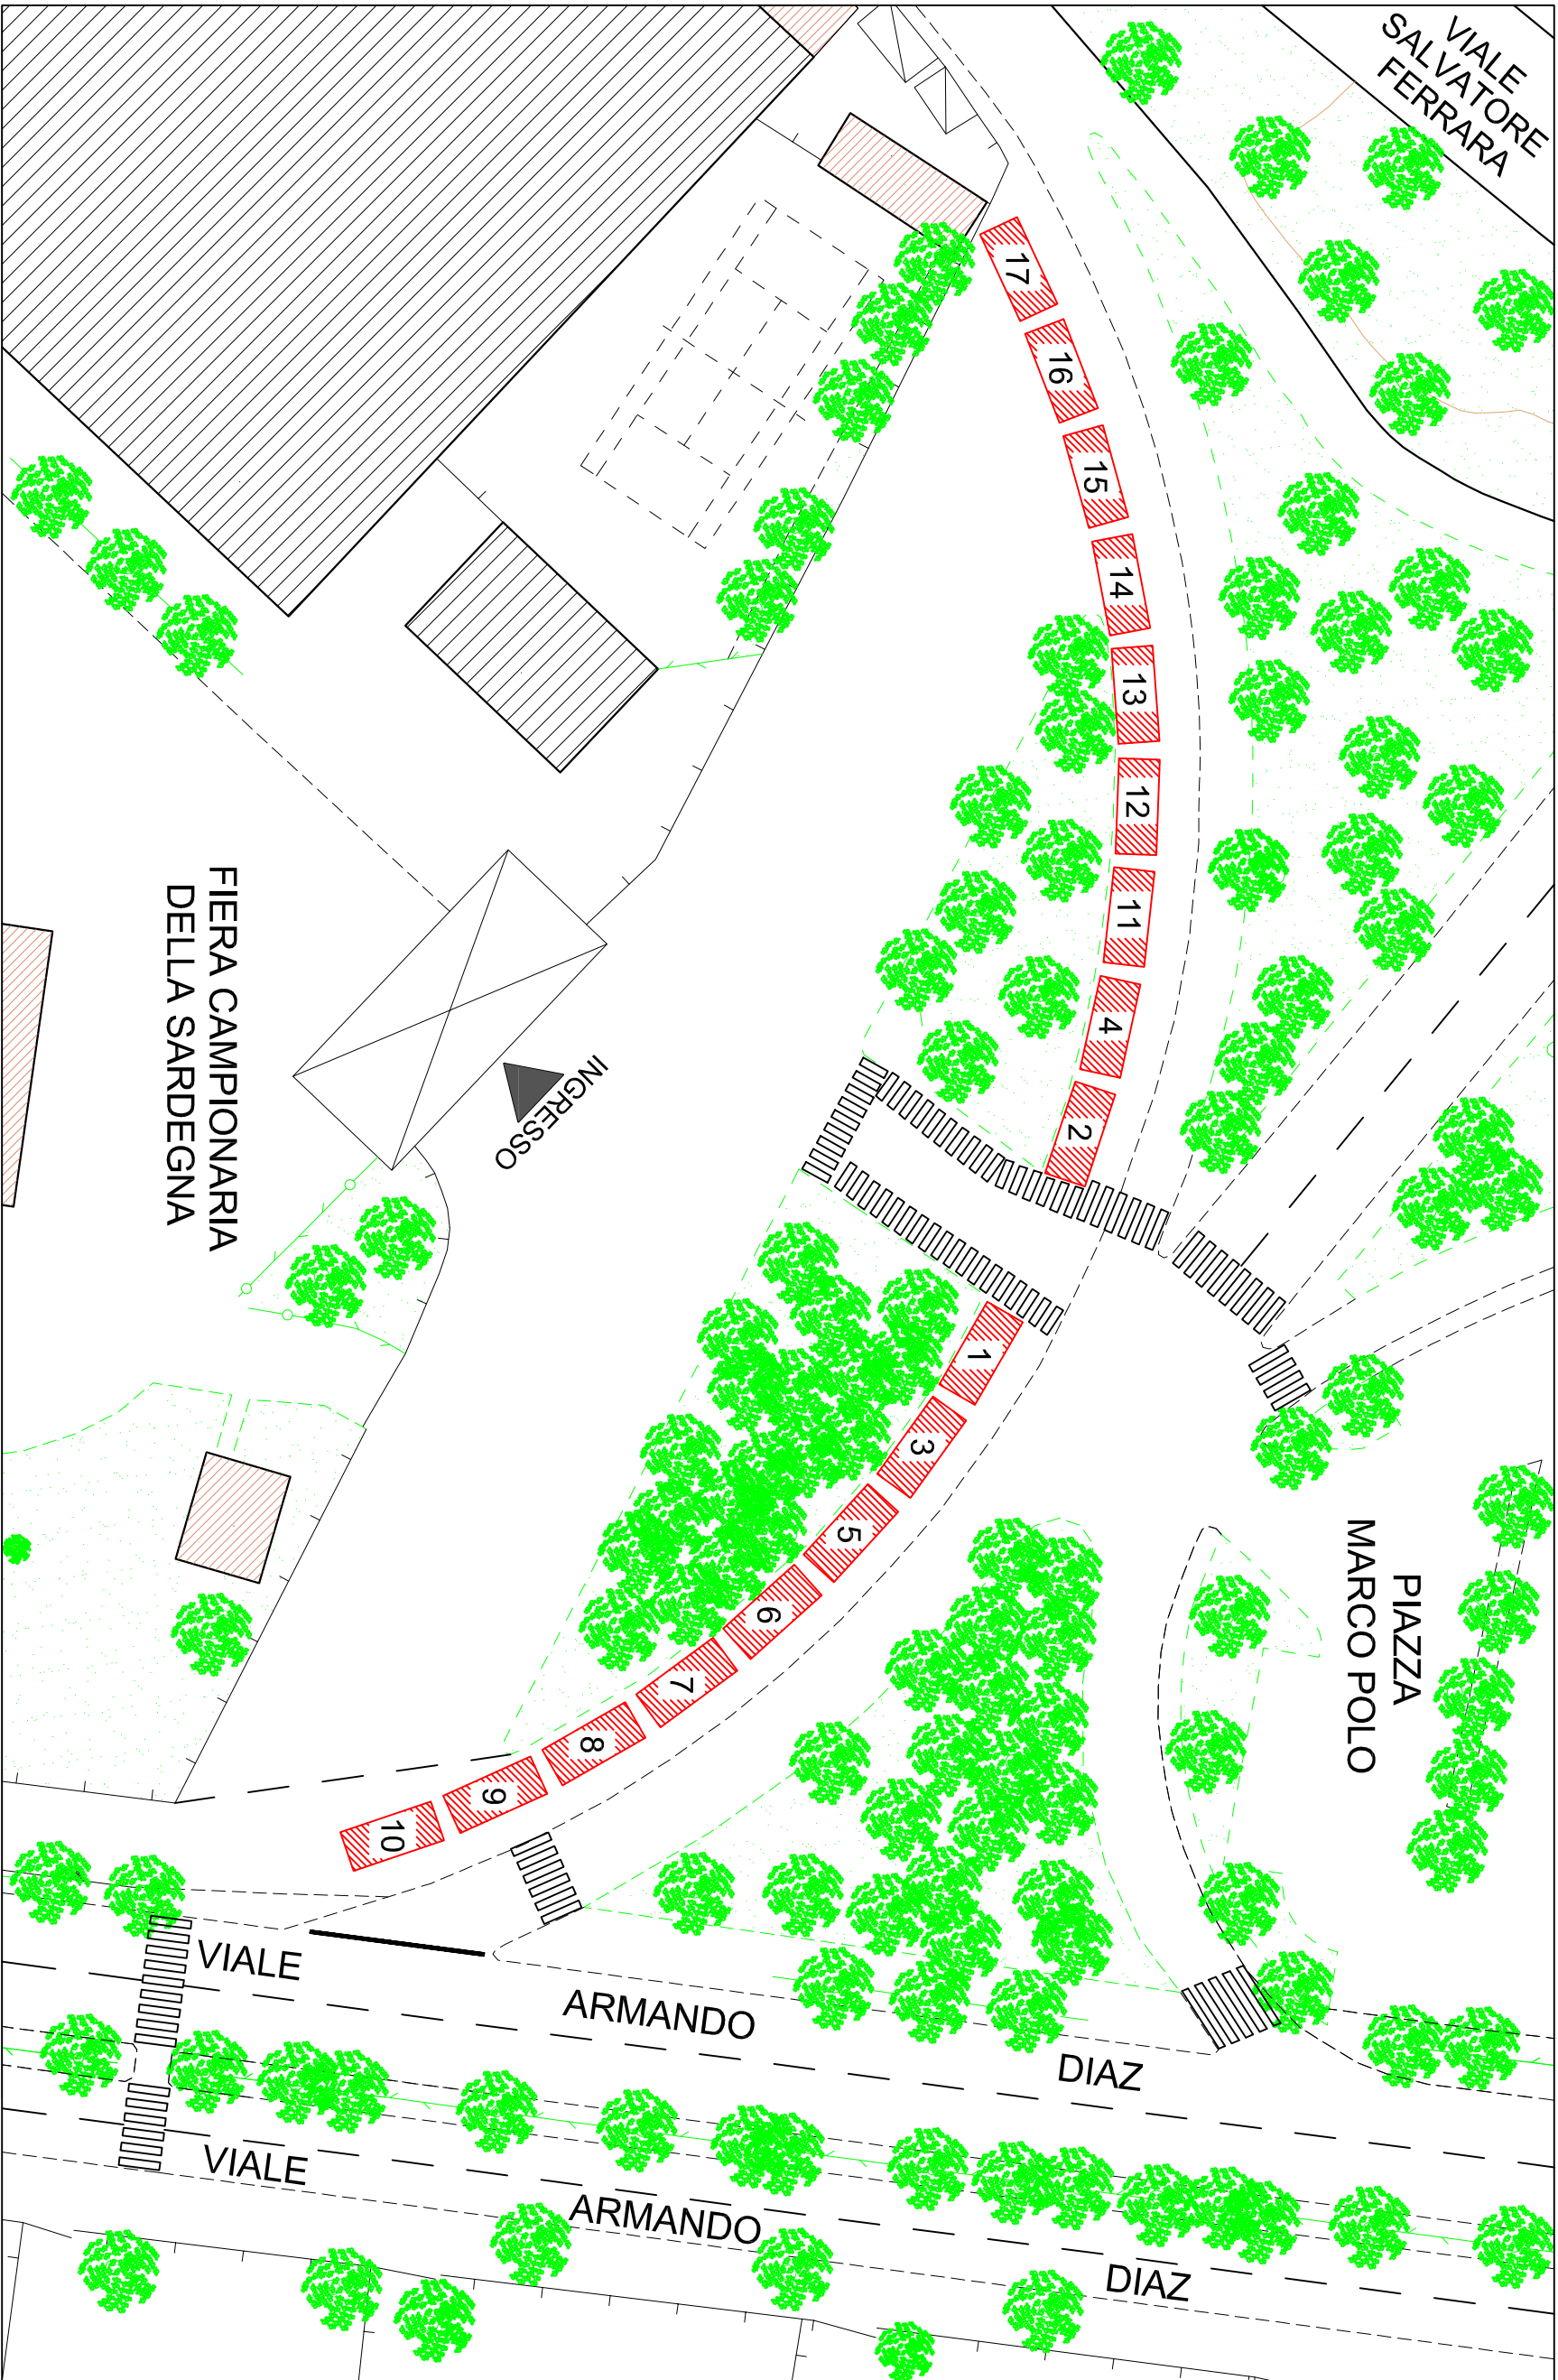 VIALE
SALVATORE
FERRARA
17
16
15
14
13
12
11
4
2
1
3
5
6
7
8
9
10
FIERA CAMPIONARIA
DELLA SARDEGNA
INGRESSO
PIAZZA
MARCO POLO
VIALE
ARMANDO
DIAZ
VIALE
ARMANDO
DIAZ